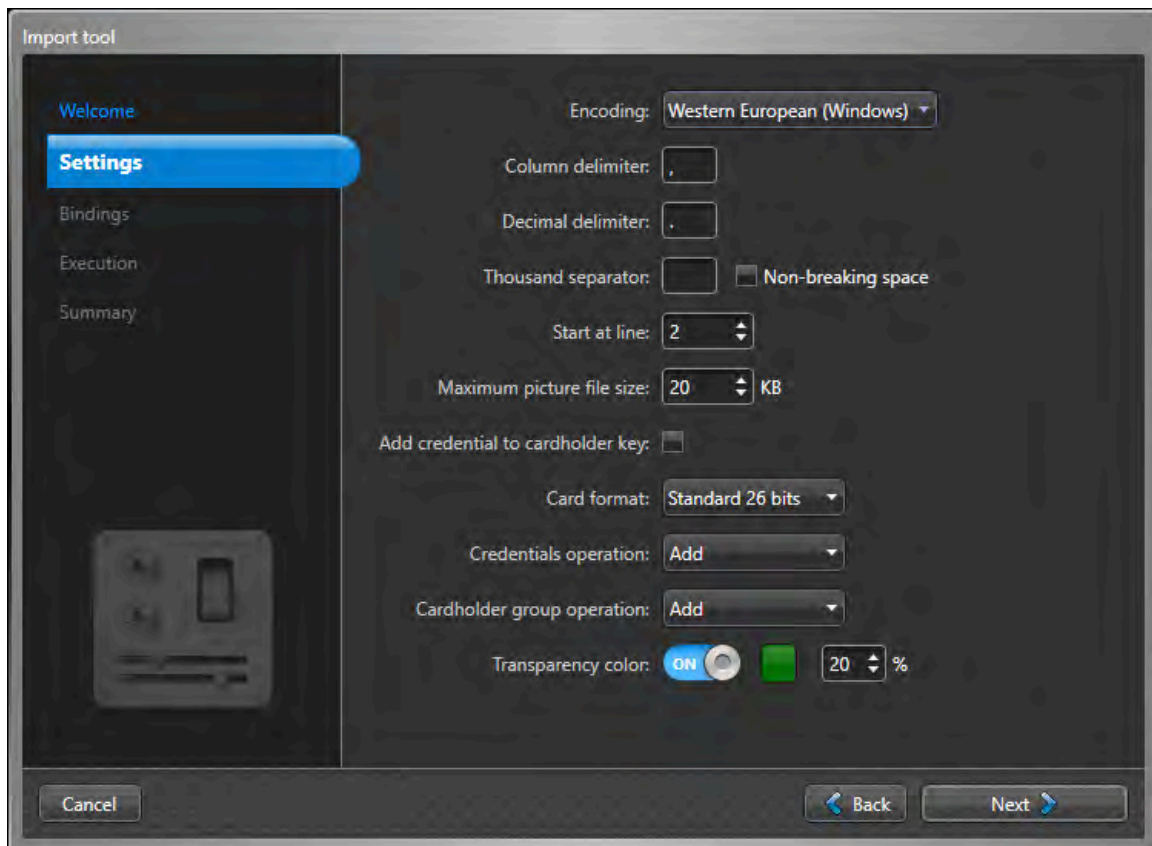 Import tool
Welcome
Settings
Bindings
Execution
Summary
Encoding: Western European (Windows)
Column delimiter: ,
Decimal delimiter: .
Thousand separator: Non-breaking space
Start at line: 2
Maximum picture file size: 20 KB
Add credential to cardholder key:
Card format: Standard 26 bits
Credentials operation: Add
Cardholder group operation: Add
Transparency color: ON 20 %
Cancel Back Next